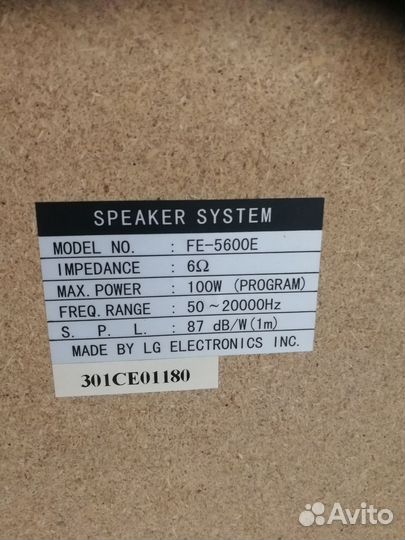 SPEAKER SYSTEM
MODEL NO. : FE-5600E
IMPEDANCE : 6Ω
MAX. POWER : 100W (PROGRAM)
FREQ. RANGE : 50~20000Hz
S. P. L. : 87 dB/W(1m)
MADE BY LG ELECTRONICS INC.
301CE01180
Avito